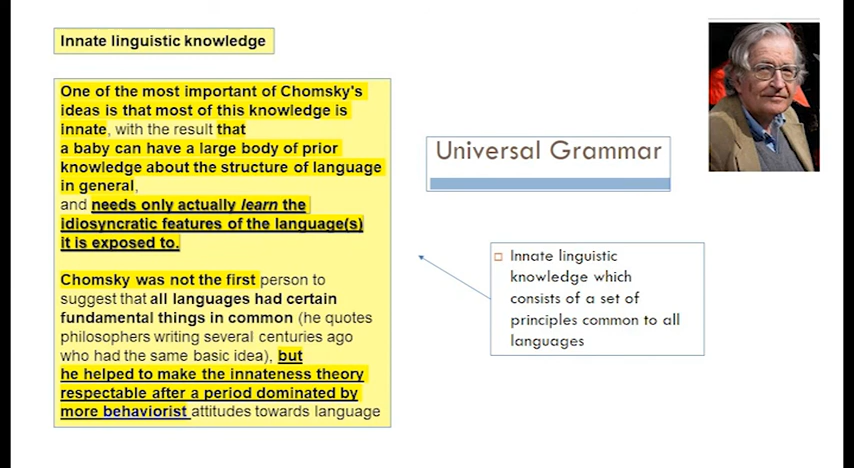 Innate linguistic knowledge
One of the most important of Chomsky's
ideas is that most of this knowledge is
innate, with the result that
a baby can have a large body of prior
knowledge about the structure of language
in general,
and needs only actually learn the
idiosyncratic features of the language(s)
it is exposed to.
Chomsky was not the first person to
suggest that all languages had certain
fundamental things in common (he quotes
philosophers writing several centuries ago
who had the same basic idea), but
he helped to make the innateness theory
respectable after a period dominated by
more behaviorist attitudes towards language
Universal Grammar
Innate linguistic
knowledge which
consists of a set of
principles common to all
languages